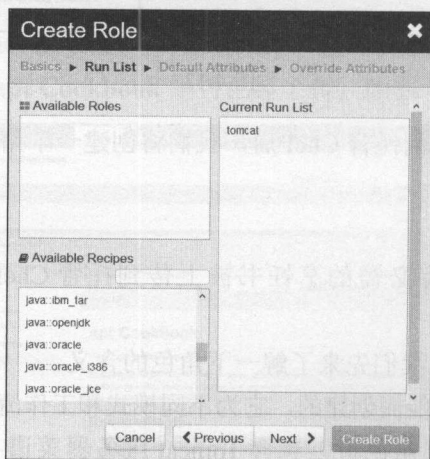 Create Role
Basics ▸ Run List ▸ Default Attributes ▸ Override Attributes
Available Roles
Current Run List
tomcat
Available Recipes
java::ibm_tar
java::openjdk
java::oracle
java::oracle_i386
java::oracle_jce
Cancel
Previous
Next
Create Role